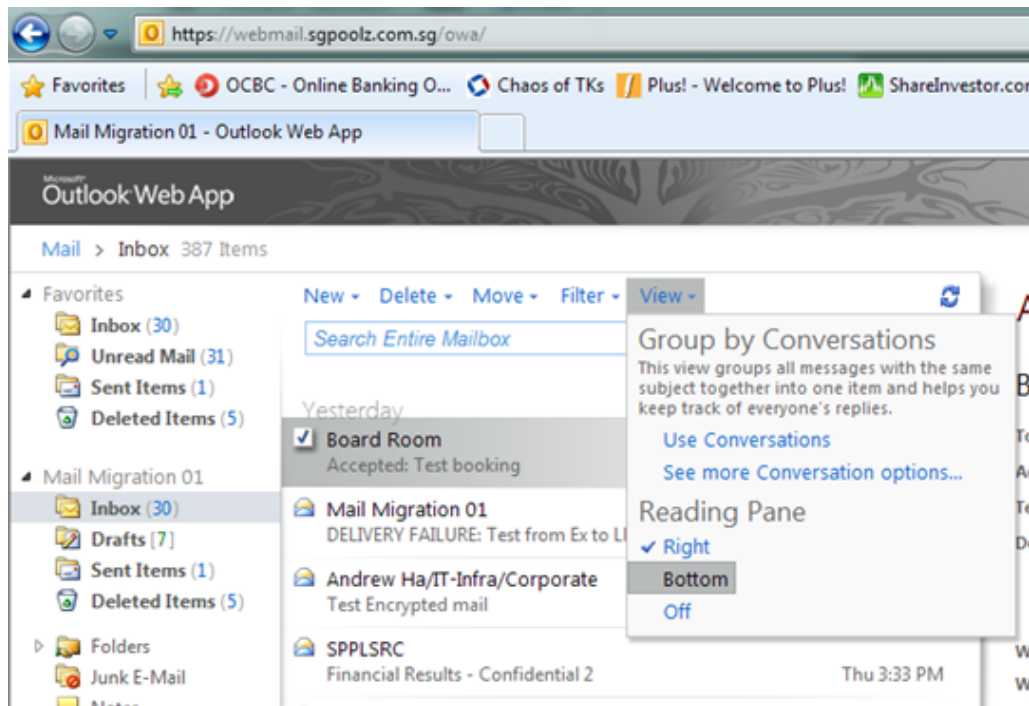 https://webmail.sgpoolz.com.sg/owa/
Favorites OCBC - Online Banking O... Chaos of TKs Plus! - Welcome to Plus! ShareInvestor.co
Mail Migration 01 - Outlook Web App
Microsoft
Outlook Web App
Mail > Inbox 387 Items
Favorites
Inbox (30)
Unread Mail (31)
Sent Items (1)
Deleted Items (5)
Mail Migration 01
Inbox (30)
Drafts [7]
Sent Items (1)
Deleted Items (5)
Folders
Junk E-Mail
Notes
New Delete Move Filter View
Search Entire Mailbox
Yesterday
Board Room
Accepted: Test booking
Mail Migration 01
DELIVERY FAILURE: Test from Ex to L
Andrew Ha/IT-Infra/Corporate
Test Encrypted mail
SPPLSRC
Financial Results - Confidential 2 Thu 3:33 PM
Group by Conversations
This view groups all messages with the same
subject together into one item and helps you
keep track of everyone's replies.
Use Conversations
See more Conversation options...
Reading Pane
Right
Bottom
Off